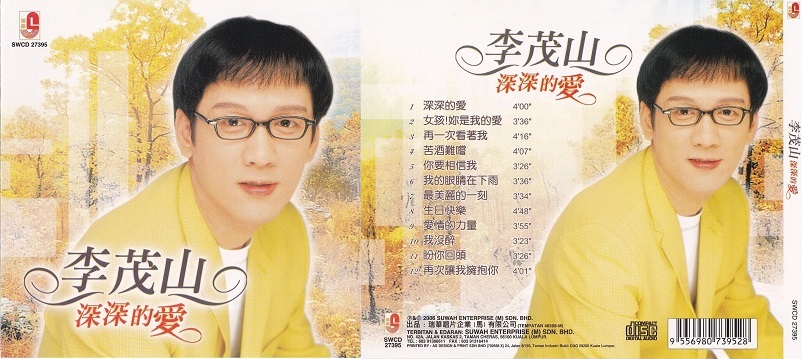 SWCD 27395
李茂山
深深的愛
李茂山
深深的愛
1 深深的愛 4'00"
2 女孩!妳是我的愛 3'36"
3 再一次看著我 4'16"
4 苦酒難嚐 4'07"
5 你要相信我 3'26"
6 我的眼睛在下雨 3'36"
7 最美麗的一刻 3'34"
8 生日快樂 4'48"
9 愛情的力量 3'55"
10 我沒醉 3'23"
11 盼你回頭 3'26"
12 再次讓我擁抱你 4'01"
SWCD
27395
℗&© 2006 SUWAH ENTERPRISE (M) SDN. BHD.
出品:瑞華唱片企業(馬)有限公司
TERBITAN & EDARAN: SUWAH ENTERPRISE (M) SDN. BHD.
COMPACT
disc
DIGITAL AUDIO
李茂山 深深的愛
9 556980 739528
SWCD 27395